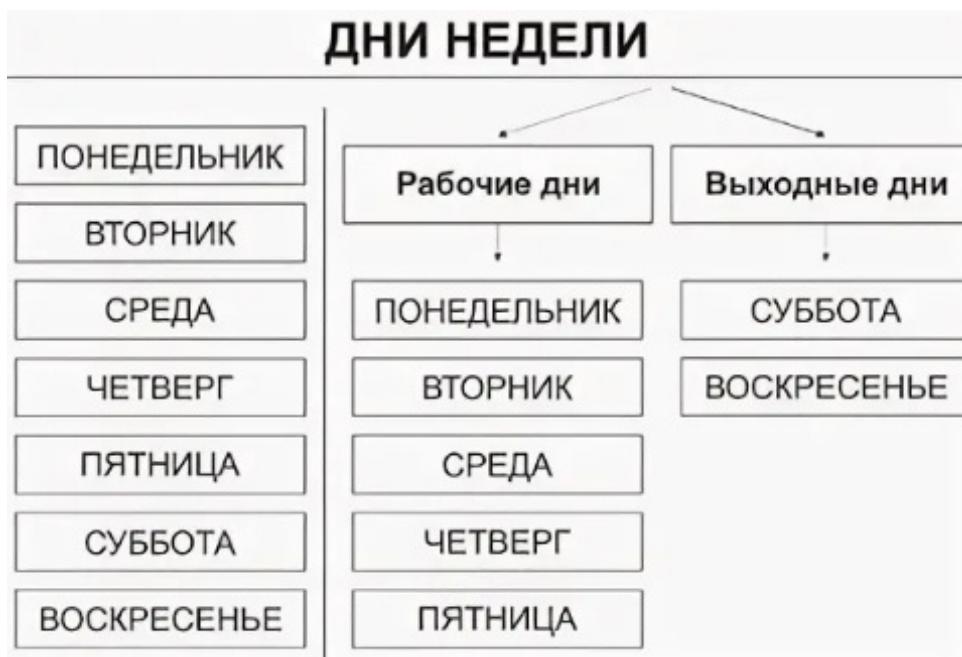 ДНИ НЕДЕЛИ
ПОНЕДЕЛЬНИК
ВТОРНИК
СРЕДА
ЧЕТВЕРГ
ПЯТНИЦА
СУББОТА
ВОСКРЕСЕНЬЕ
Рабочие дни
ПОНЕДЕЛЬНИК
ВТОРНИК
СРЕДА
ЧЕТВЕРГ
ПЯТНИЦА
Выходные дни
СУББОТА
ВОСКРЕСЕНЬЕ